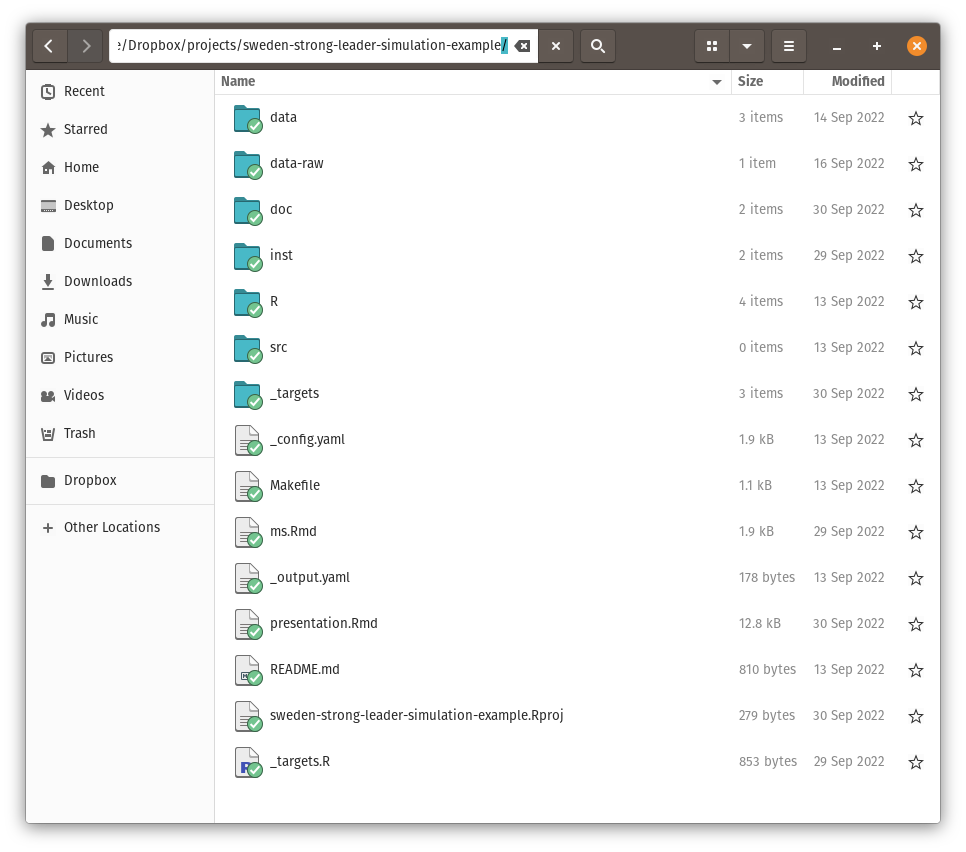 e/Dropbox/projects/sweden-strong-leader-simulation-example/
Name Size Modified
Recent
Starred
Home
Desktop
Documents
Downloads
Music
Pictures
Videos
Trash
Dropbox
Other Locations
data 3 items 14 Sep 2022
data-raw 1 item 16 Sep 2022
doc 2 items 30 Sep 2022
inst 2 items 29 Sep 2022
R 4 items 13 Sep 2022
src 0 items 13 Sep 2022
_targets 3 items 30 Sep 2022
_config.yaml 1.9 kB 13 Sep 2022
Makefile 1.1 kB 13 Sep 2022
ms.Rmd 1.9 kB 29 Sep 2022
_output.yaml 178 bytes 13 Sep 2022
presentation.Rmd 12.8 kB 30 Sep 2022
README.md 810 bytes 13 Sep 2022
sweden-strong-leader-simulation-example.Rproj 279 bytes 30 Sep 2022
_targets.R 853 bytes 29 Sep 2022